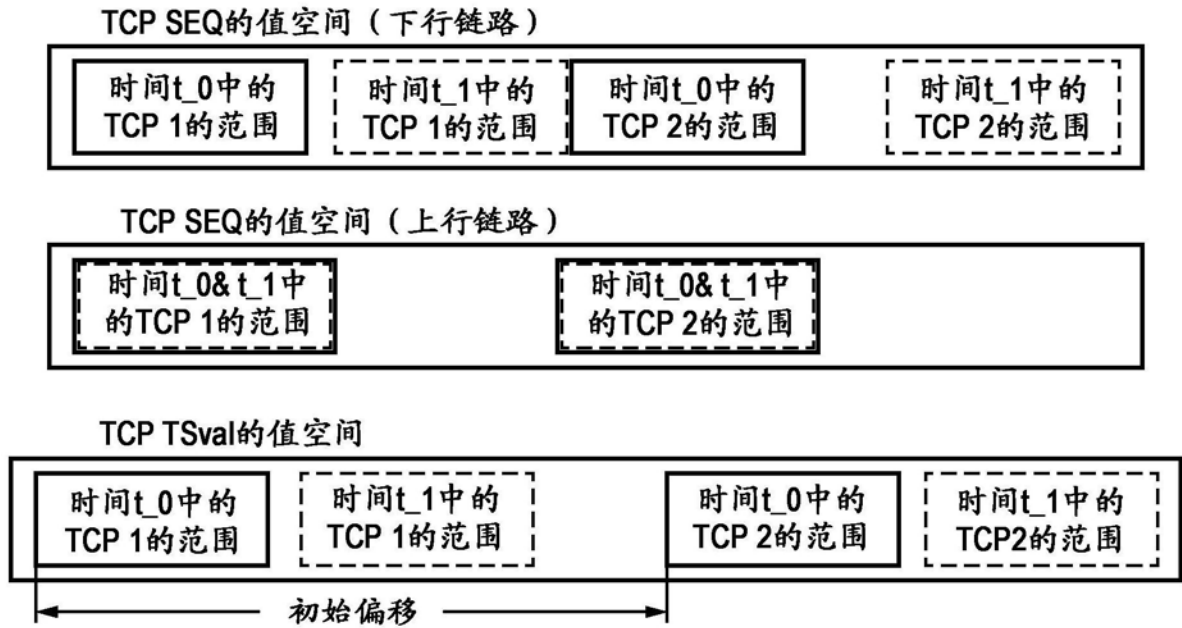 TCP SEQ的值空间（下行链路）
时间t_0中的
TCP 1的范围
时间t_1中的
TCP 1的范围
时间t_0中的
TCP 2的范围
时间t_1中的
TCP 2的范围
TCP SEQ的值空间（上行链路）
时间t_0& t_1中
的TCP 1的范围
时间t_0& t_1中
的TCP 2的范围
TCP TSval的值空间
时间t_0中的
TCP 1的范围
时间t_1中的
TCP 1的范围
时间t_0中的
TCP 2的范围
时间t_1中的
TCP2的范围
初始偏移